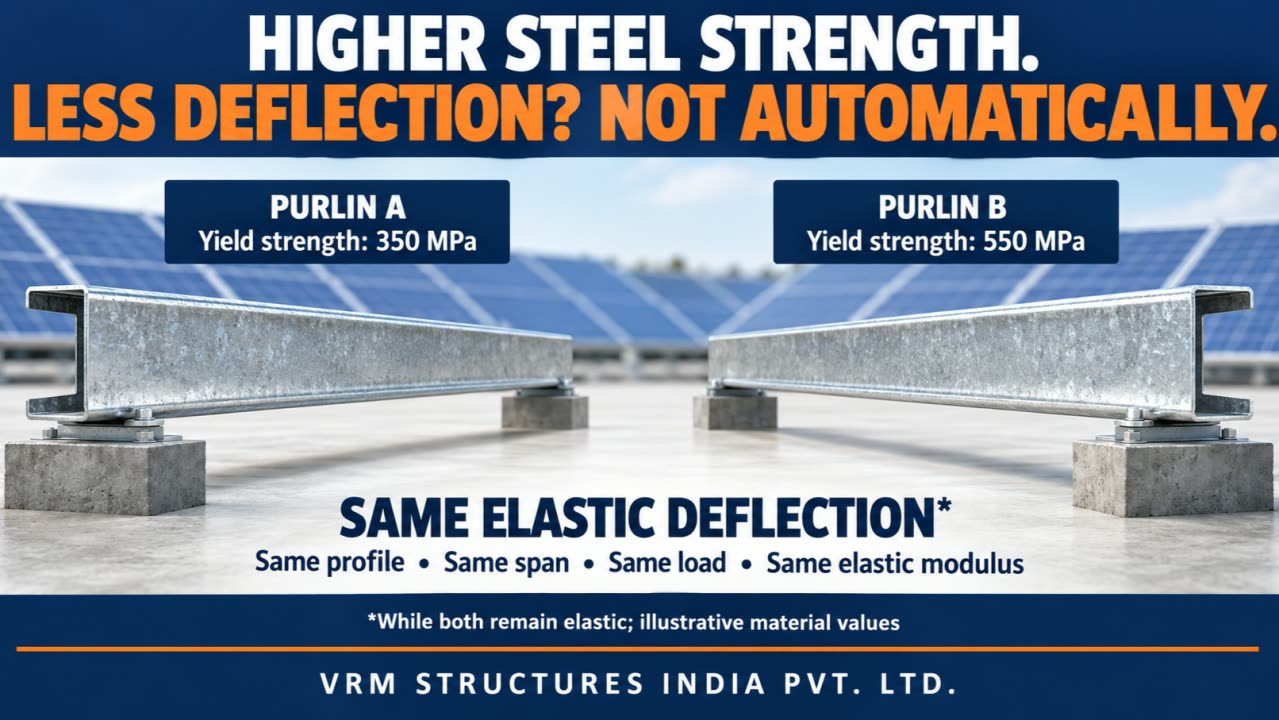 HIGHER STEEL STRENGTH.
LESS DEFLECTION? NOT AUTOMATICALLY.
PURLIN A
Yield strength: 350 MPa
PURLIN B
Yield strength: 550 MPa
SAME ELASTIC DEFLECTION*
Same profile • Same span • Same load • Same elastic modulus
*While both remain elastic; illustrative material values
VRM STRUCTURES INDIA PVT. LTD.